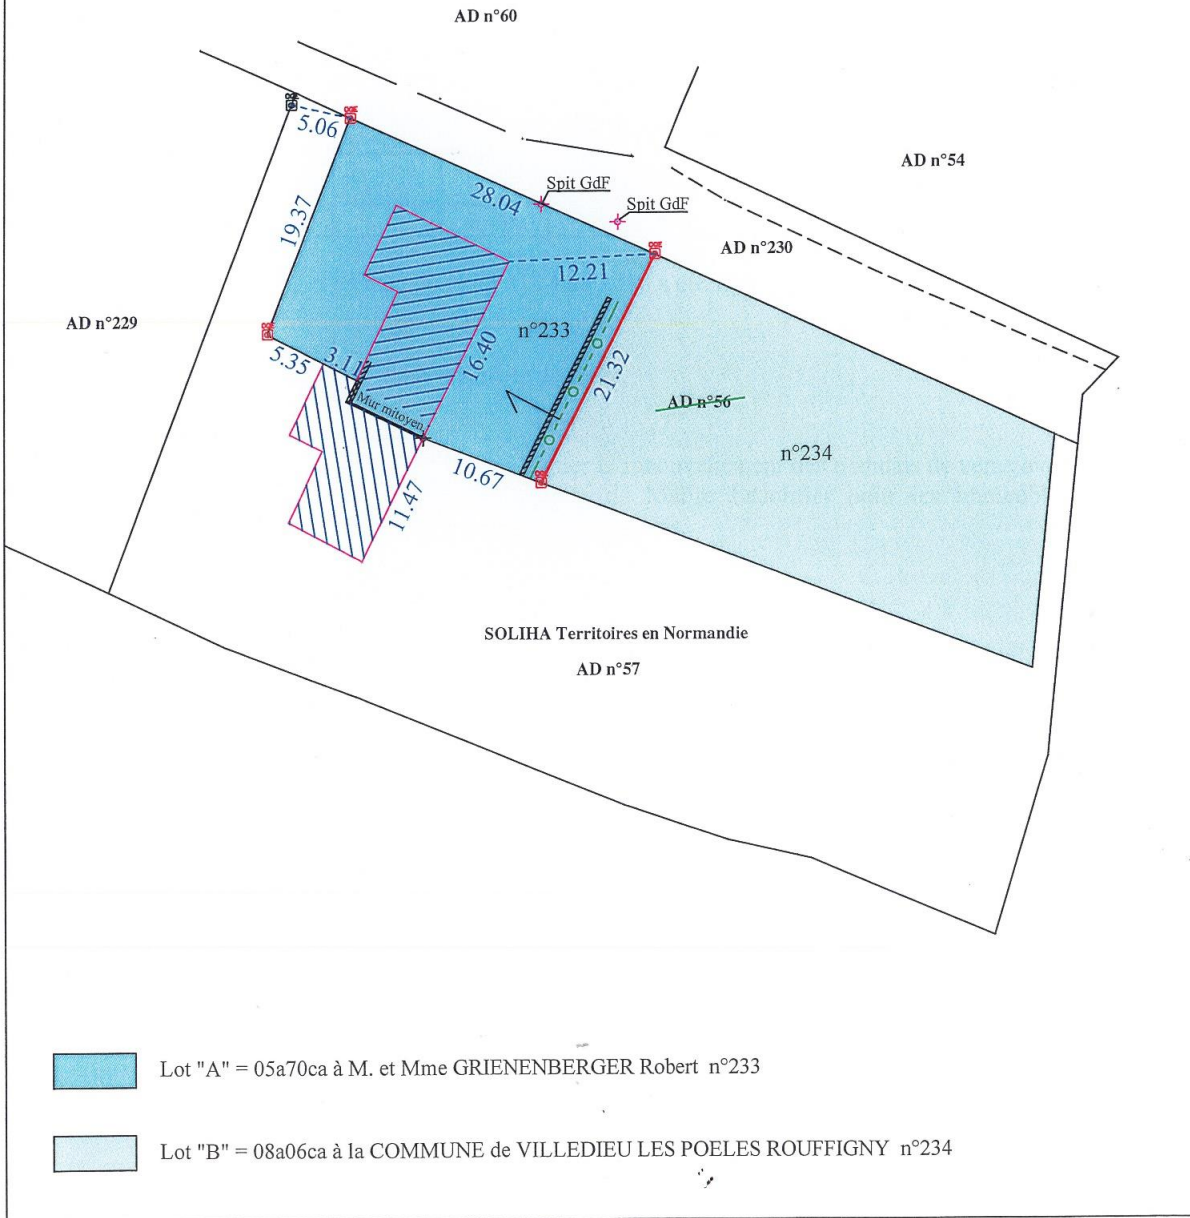 AD n°60
5.06
28.04
Spit GdF
Spit GdF
AD n°54
AD n°230
19.37
12.21
AD n°229
n°233
5.35
3.11
16.40
21.32
AD n°56
Mur mitoyen
n°234
10.67
11.47
SOLIHA Territoires en Normandie
AD n°57
Lot "A" = 05a70ca à M. et Mme GRIENENBERGER Robert n°233
Lot "B" = 08a06ca à la COMMUNE de VILLEDIEU LES POELES ROUFFIGNY n°234